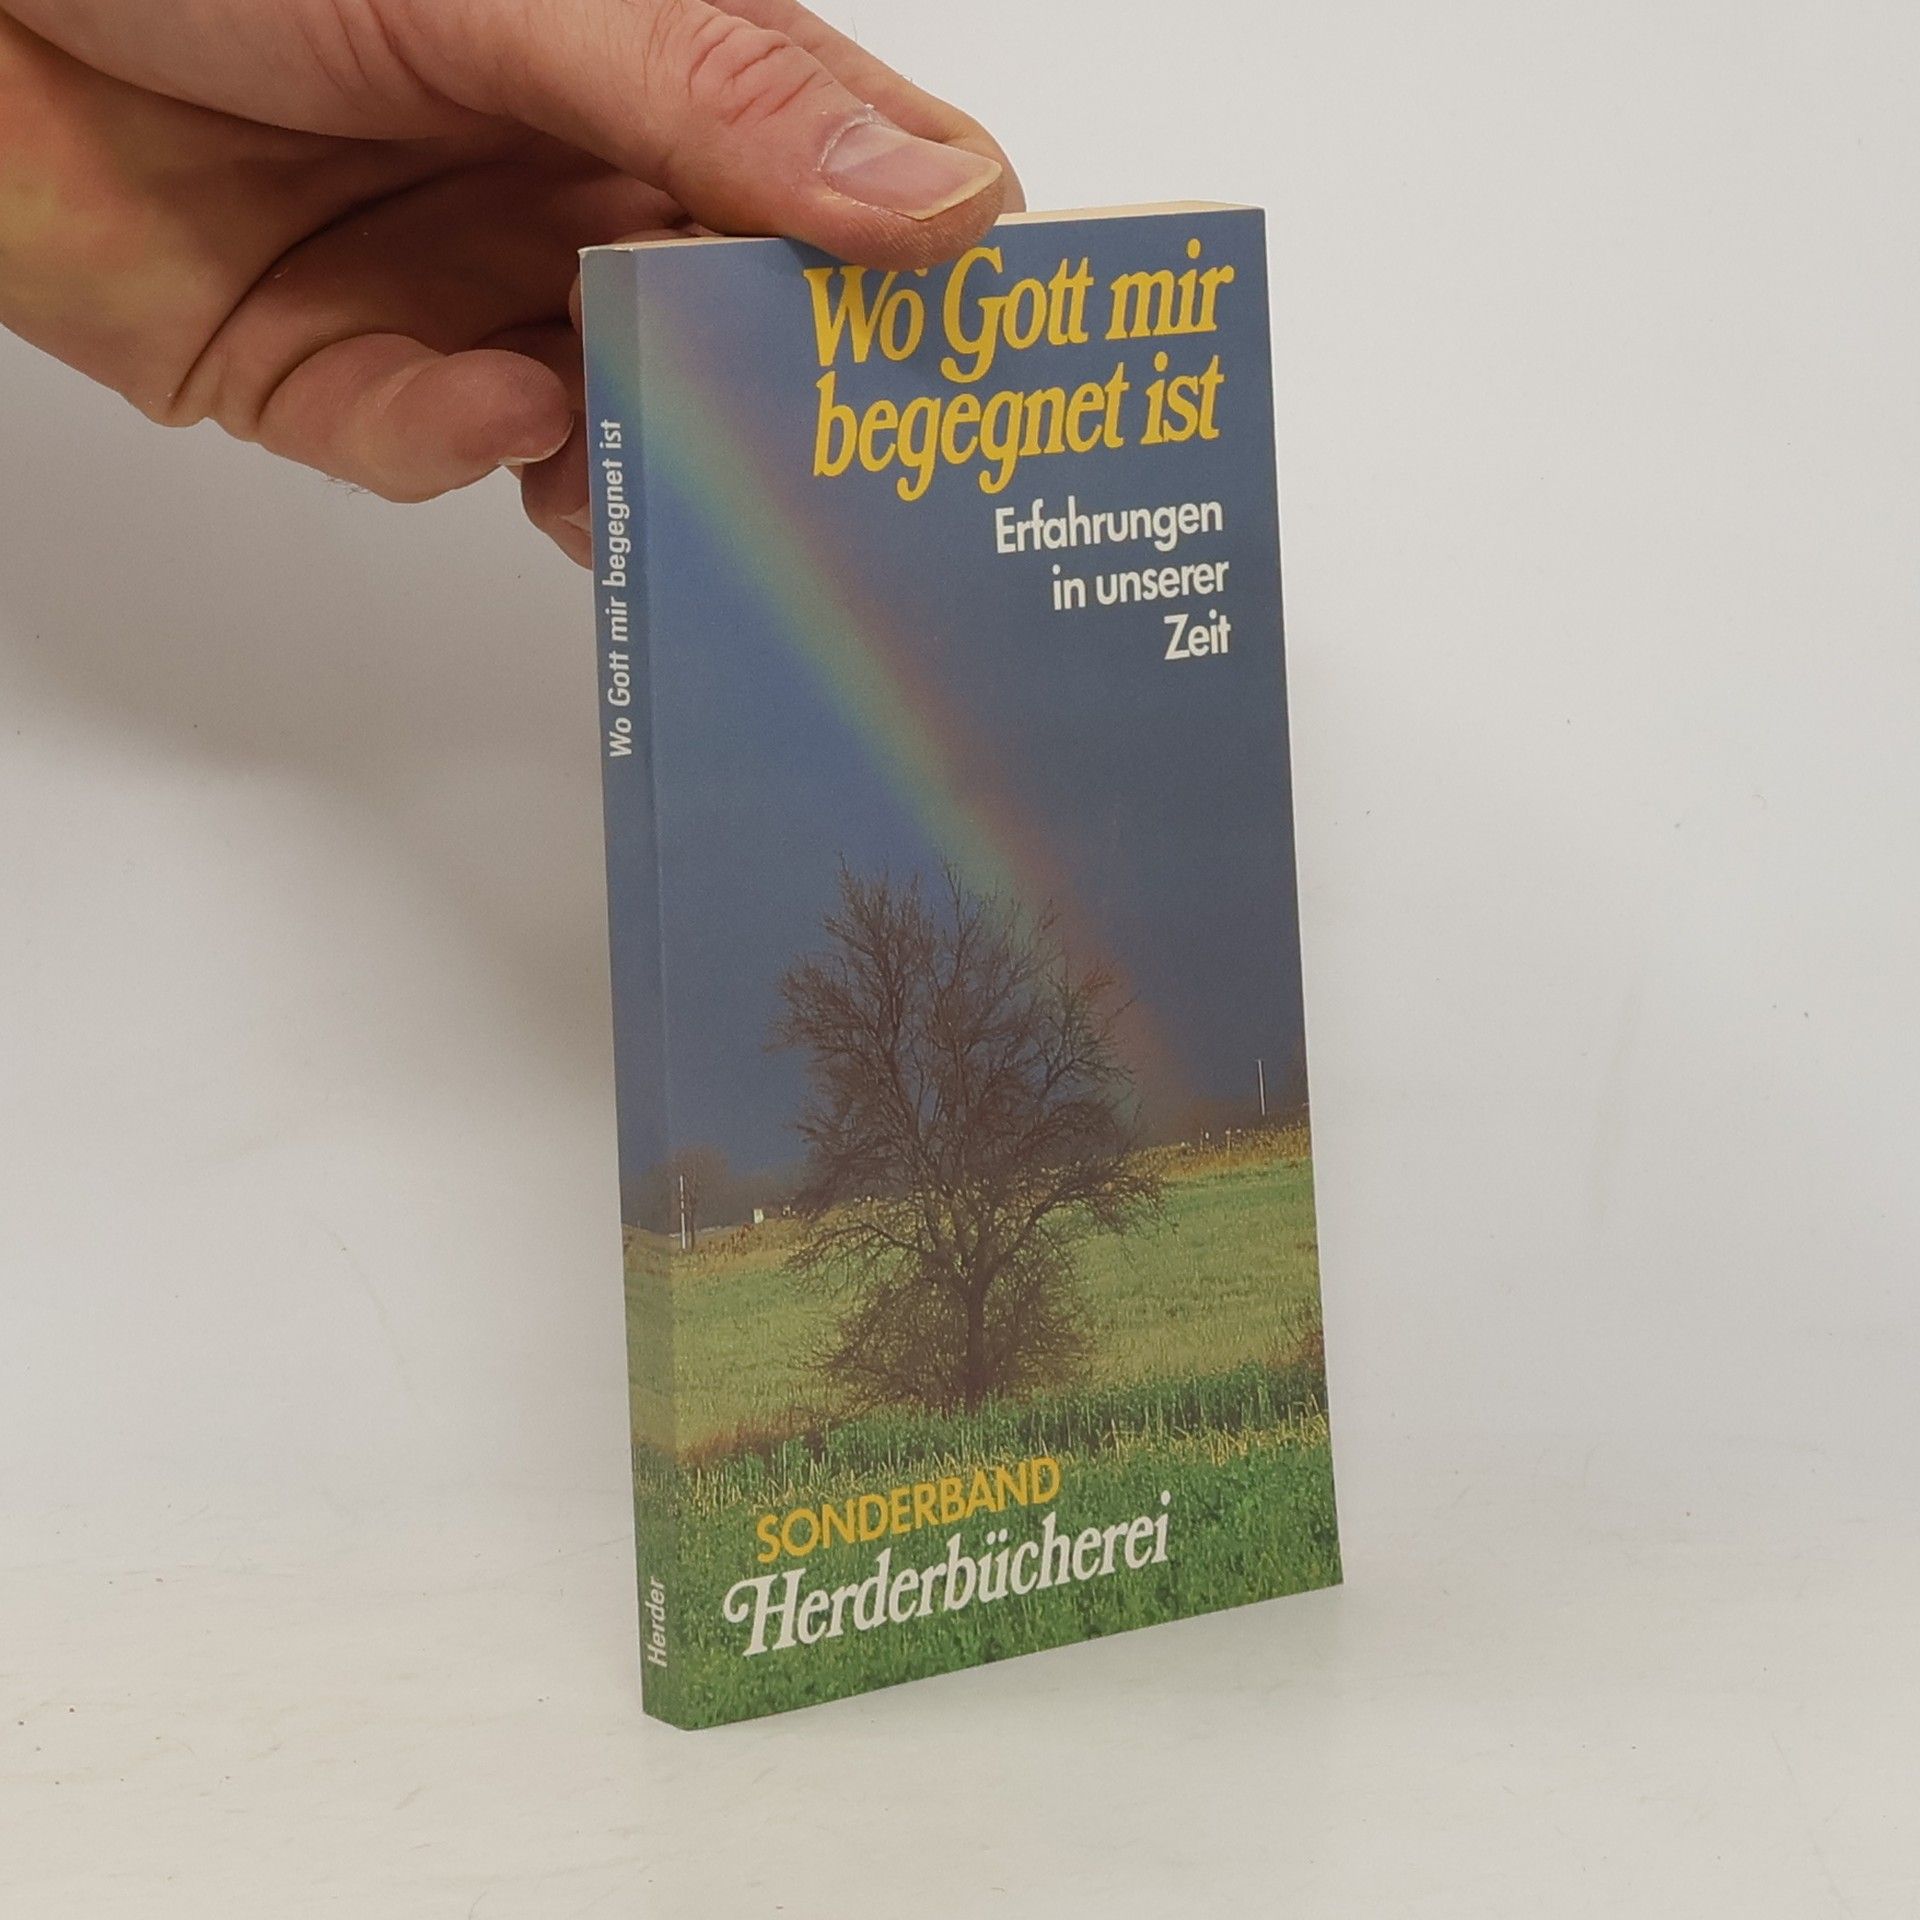 Wo Gott mir
begegnet ist
Erfahrungen
in unserer
Zeit
SONDERBAND
Herderbücherei
Wo Gott mir begegnet ist
Herder